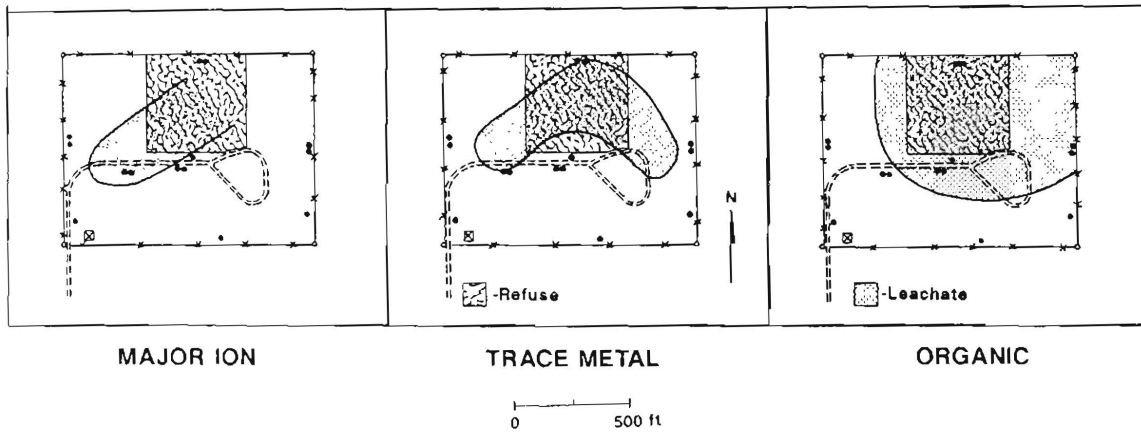 N
-Refuse
-Leachate
MAJOR ION
TRACE METAL
ORGANIC
0 500 ft